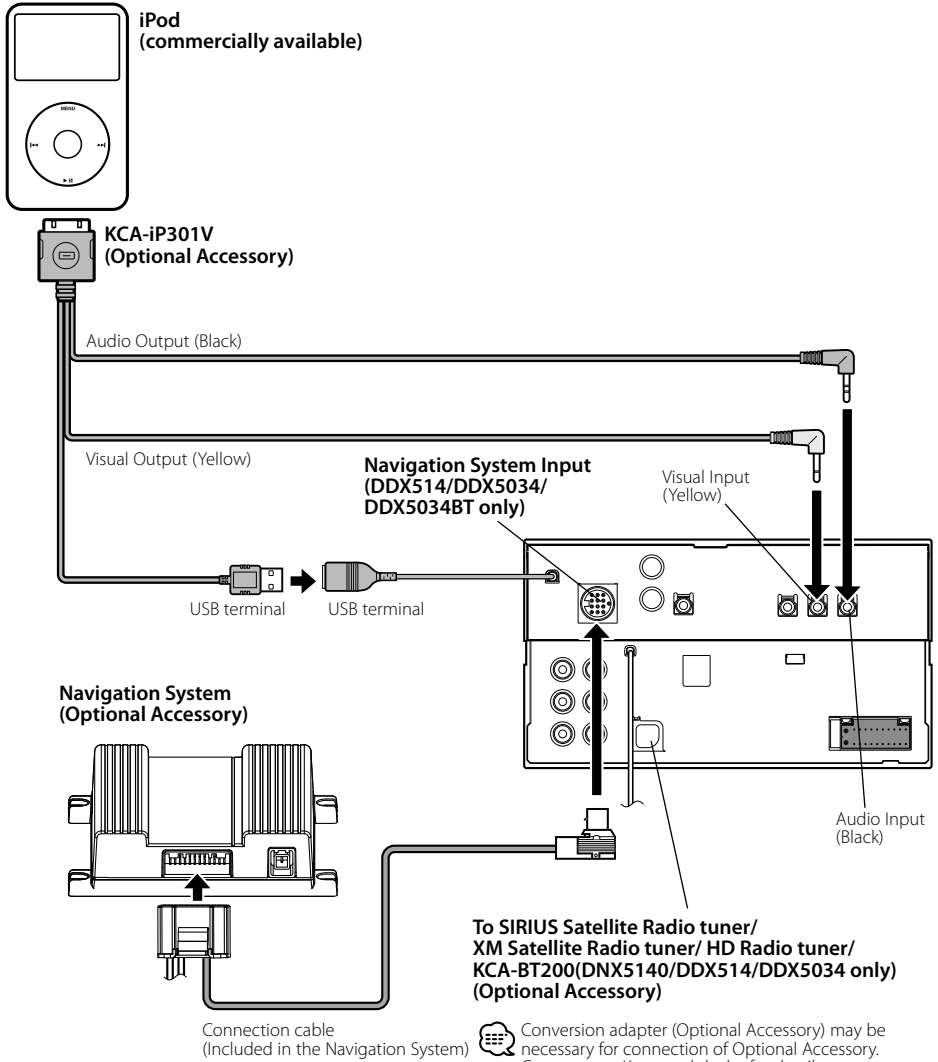 iPod
(commercially available)
MENU
KCA-iP301V
(Optional Accessory)
Audio Output (Black)
Visual Output (Yellow)
Navigation System Input
(DDX514/DDX5034/
DDX5034BT only)
Visual Input
(Yellow)
USB terminal
USB terminal
Navigation System
(Optional Accessory)
Audio Input
(Black)
To SIRIUS Satellite Radio tuner/
XM Satellite Radio tuner/ HD Radio tuner/
KCA-BT200(DNX5140/DDX514/DDX5034 only)
(Optional Accessory)
Connection cable
(Included in the Navigation System)
Conversion adapter (Optional Accessory) may be
necessary for connection of Optional Accessory.